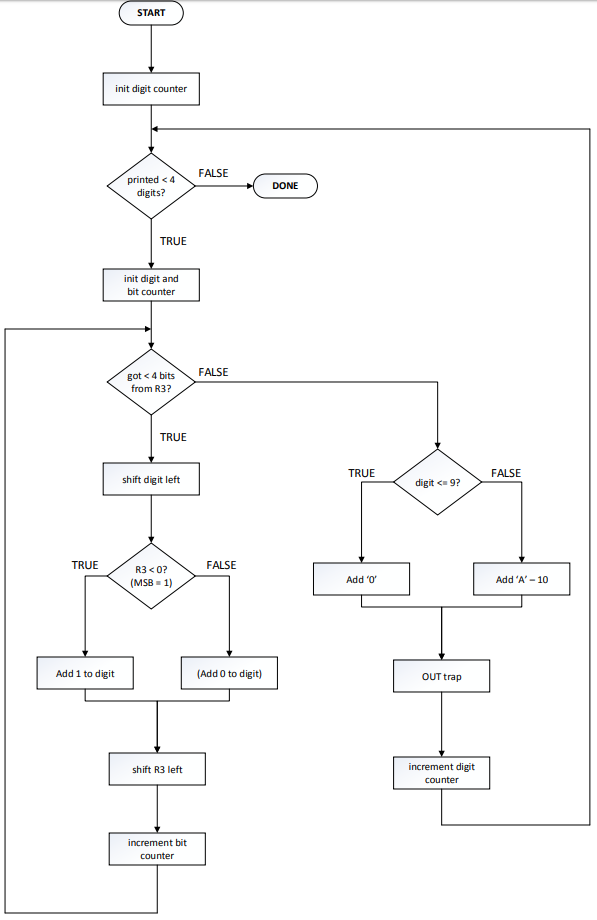 START
init digit counter
printed < 4
digits?
FALSE
DONE
TRUE
init digit and
bit counter
got < 4 bits
from R3?
FALSE
TRUE
shift digit left
TRUE
digit <= 9?
FALSE
TRUE
R3 < 0?
(MSB = 1)
FALSE
Add '0'
Add 'A' – 10
Add 1 to digit
(Add 0 to digit)
OUT trap
shift R3 left
increment digit
counter
increment bit
counter